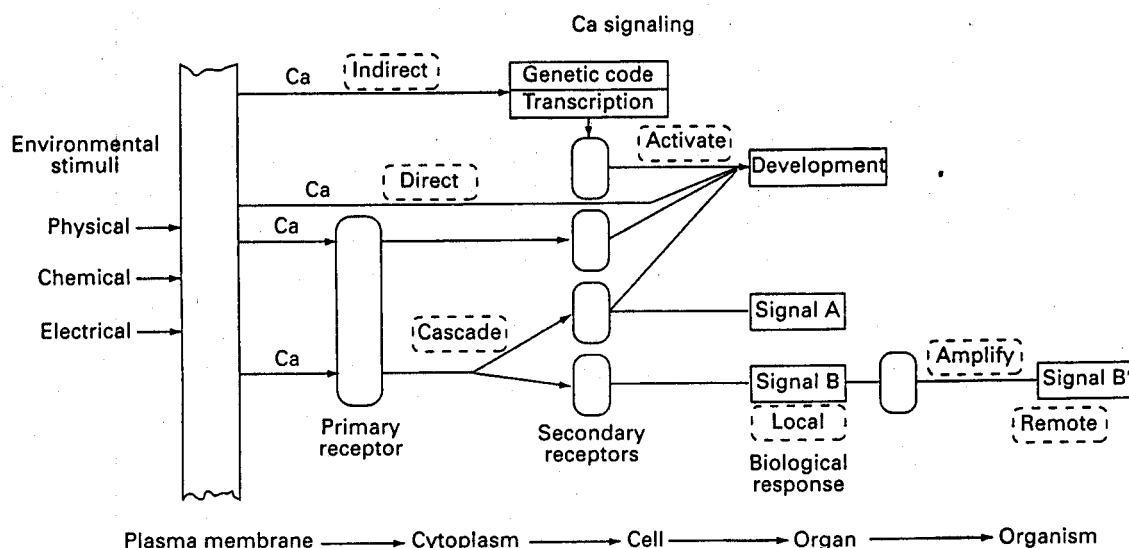 Ca signaling
Ca
Indirect
Genetic code
Transcription
Environmental
stimuli
Activate
Development
Ca
Direct
Physical
Ca
Chemical
Electrical
Signal A
Cascade
Ca
Amplify
Signal B
Signal B'
Primary
receptor
Secondary
receptors
Local
Remote
Biological
response
Plasma membrane
Cytoplasm
Cell
Organ
Organism